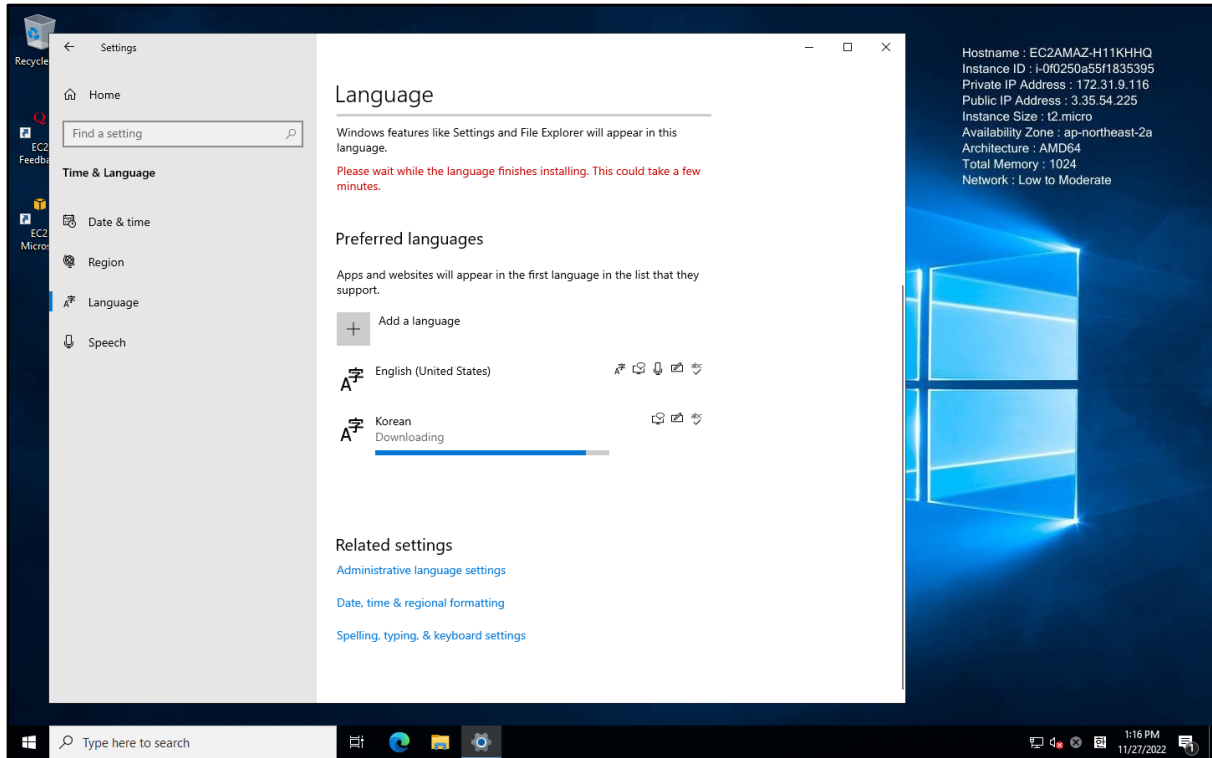 Recycle
EC2
Feedba
EC2
Micros
Settings
Home
Find a setting
Time & Language
Date & time
Region
Language
Speech
Language
Windows features like Settings and File Explorer will appear in this
language.
Please wait while the language finishes installing. This could take a few
minutes.
Preferred languages
Apps and websites will appear in the first language in the list that they
support.
Add a language
English (United States)
Korean
Downloading
Related settings
Administrative language settings
Date, time & regional formatting
Spelling, typing, & keyboard settings
Hostname : EC2AMAZ-H11KHHQ
Instance ID : i-0f0250a55f1835395
Private IP Address : 172.31.9.116
Public IP Address : 3.35.54.225
Instance Size : t2.micro
Availability Zone : ap-northeast-2a
Architecture : AMD64
Total Memory : 1024
Network : Low to Moderate
Type here to search
1:16 PM
11/27/2022